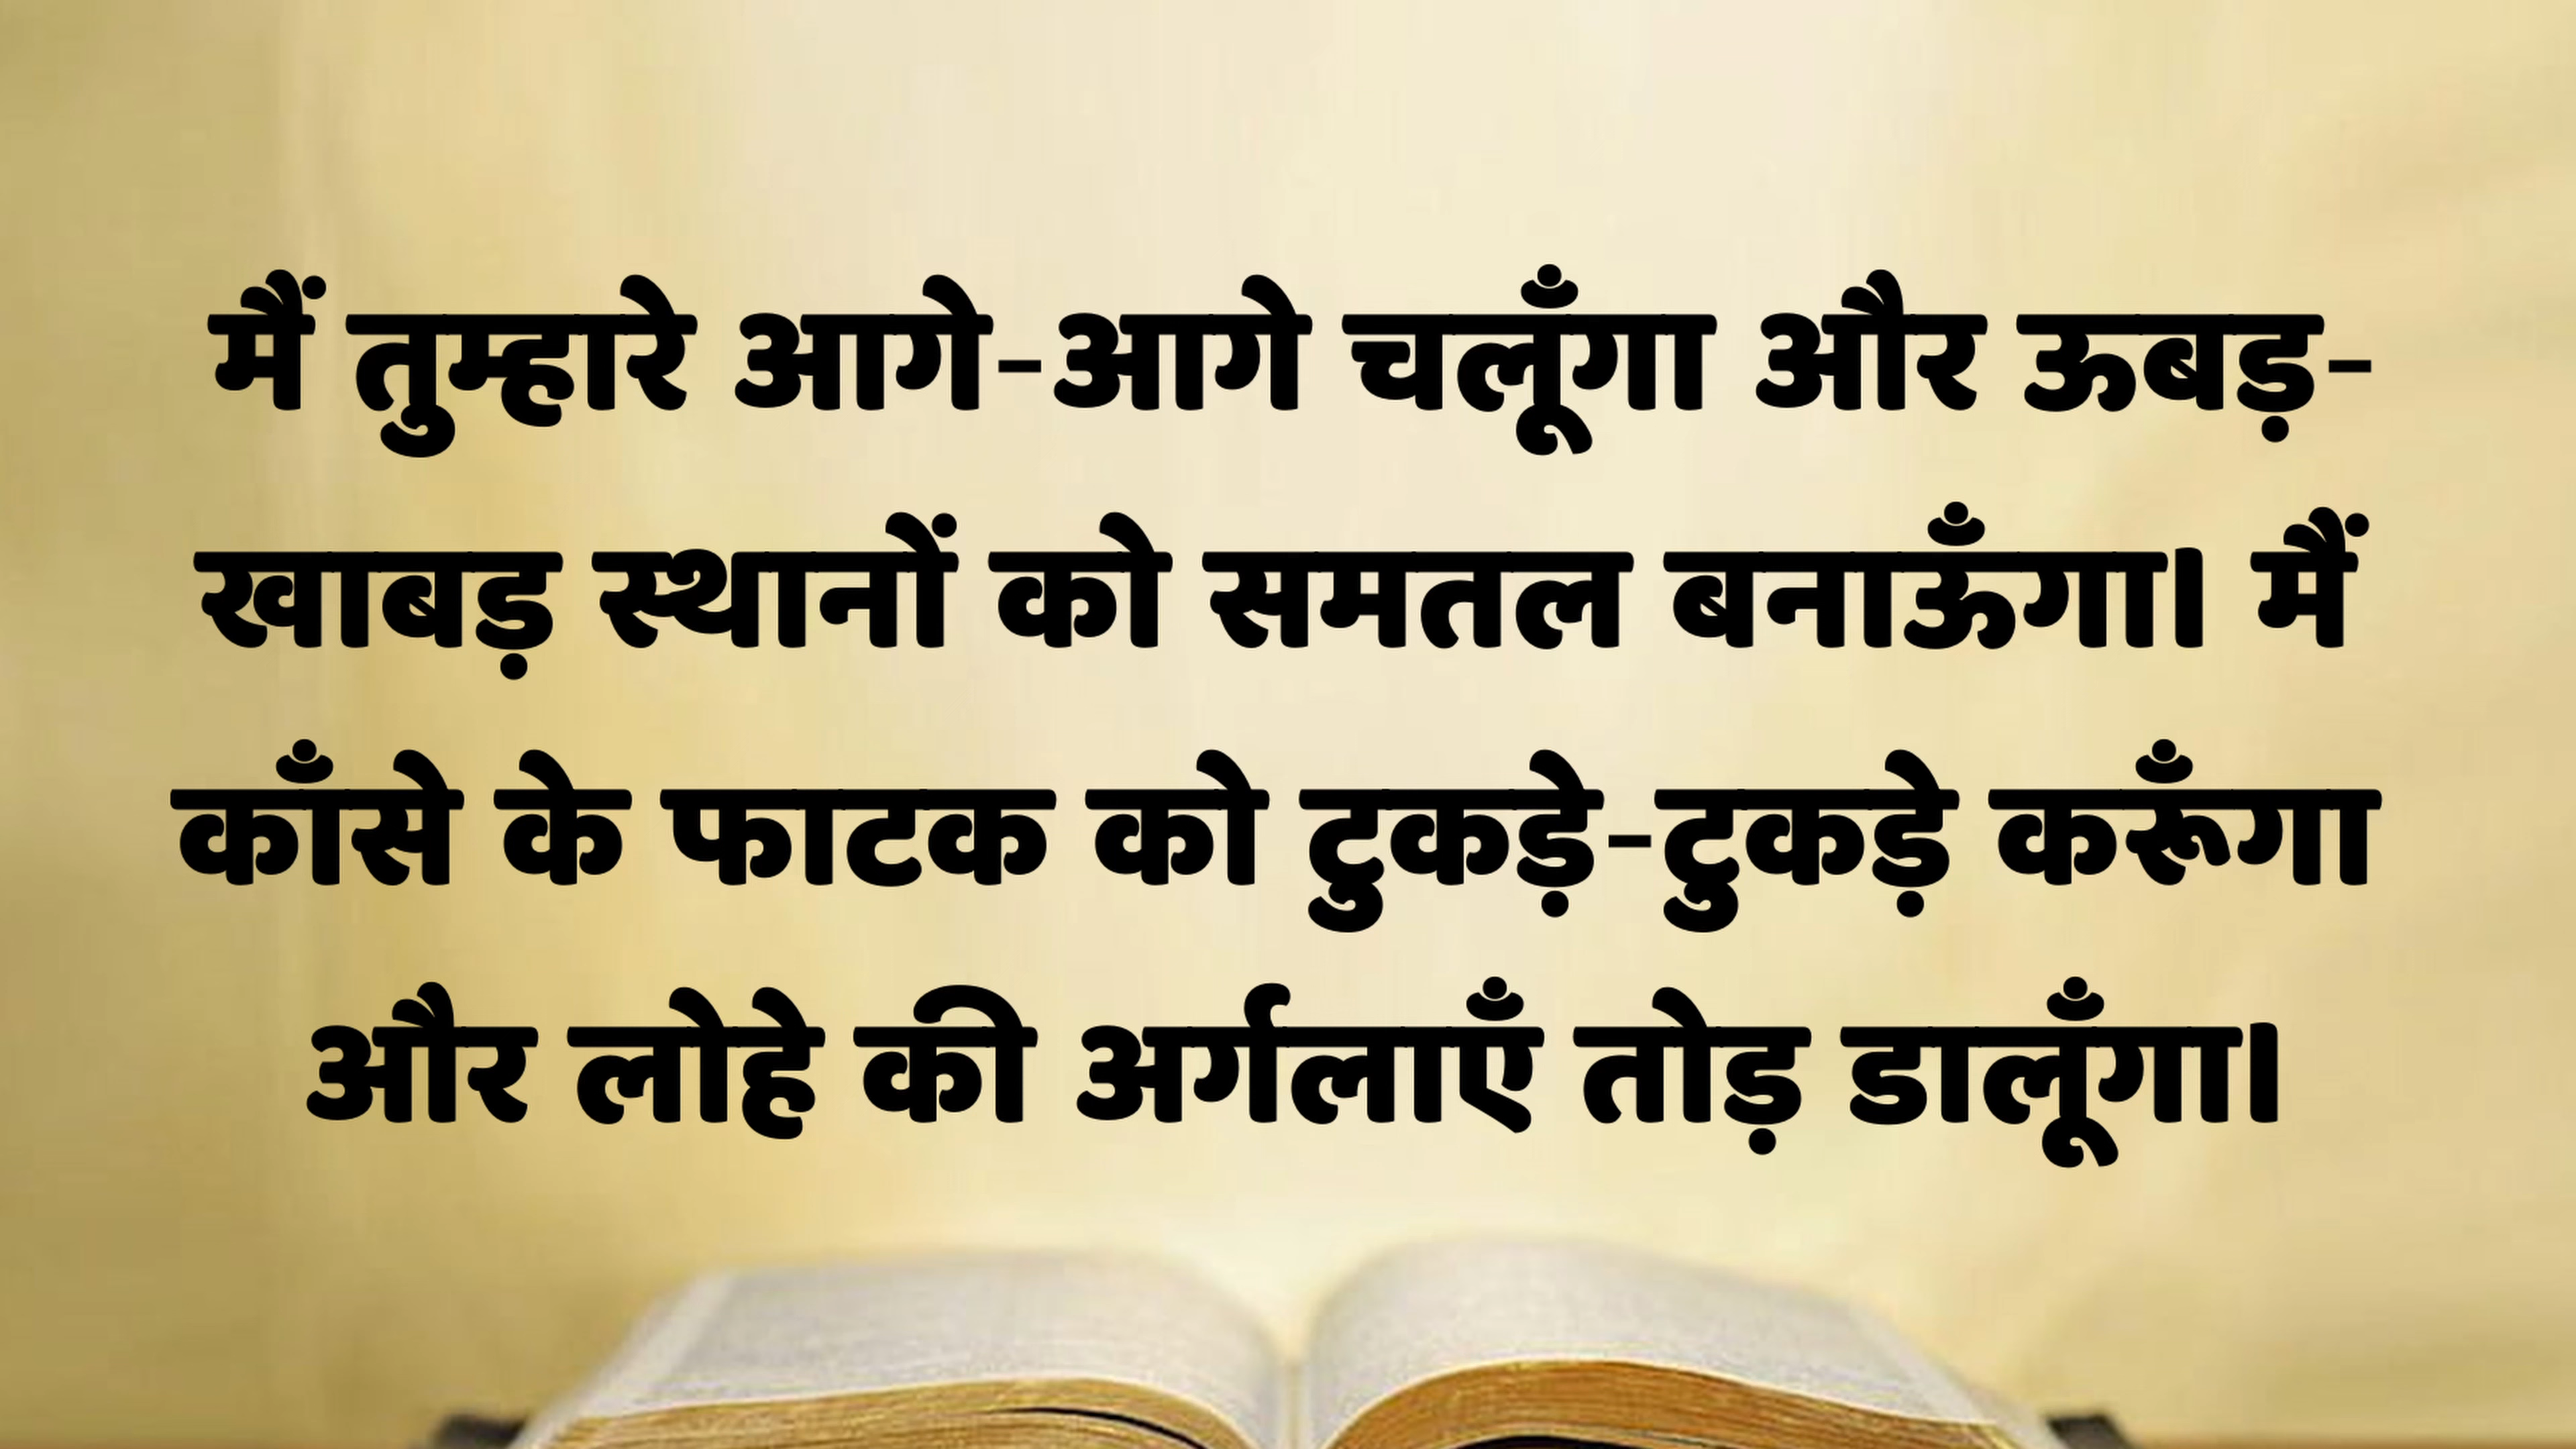 मैं तुम्हारे आगे-आगे चलूँगा और ऊबड़-
खाबड़ स्थानों को समतल बनाऊँगा। मैं
काँसे के फाटक को टुकड़े-टुकड़े करूँगा
और लोहे की अर्गलाएँ तोड़ डालूँगा।